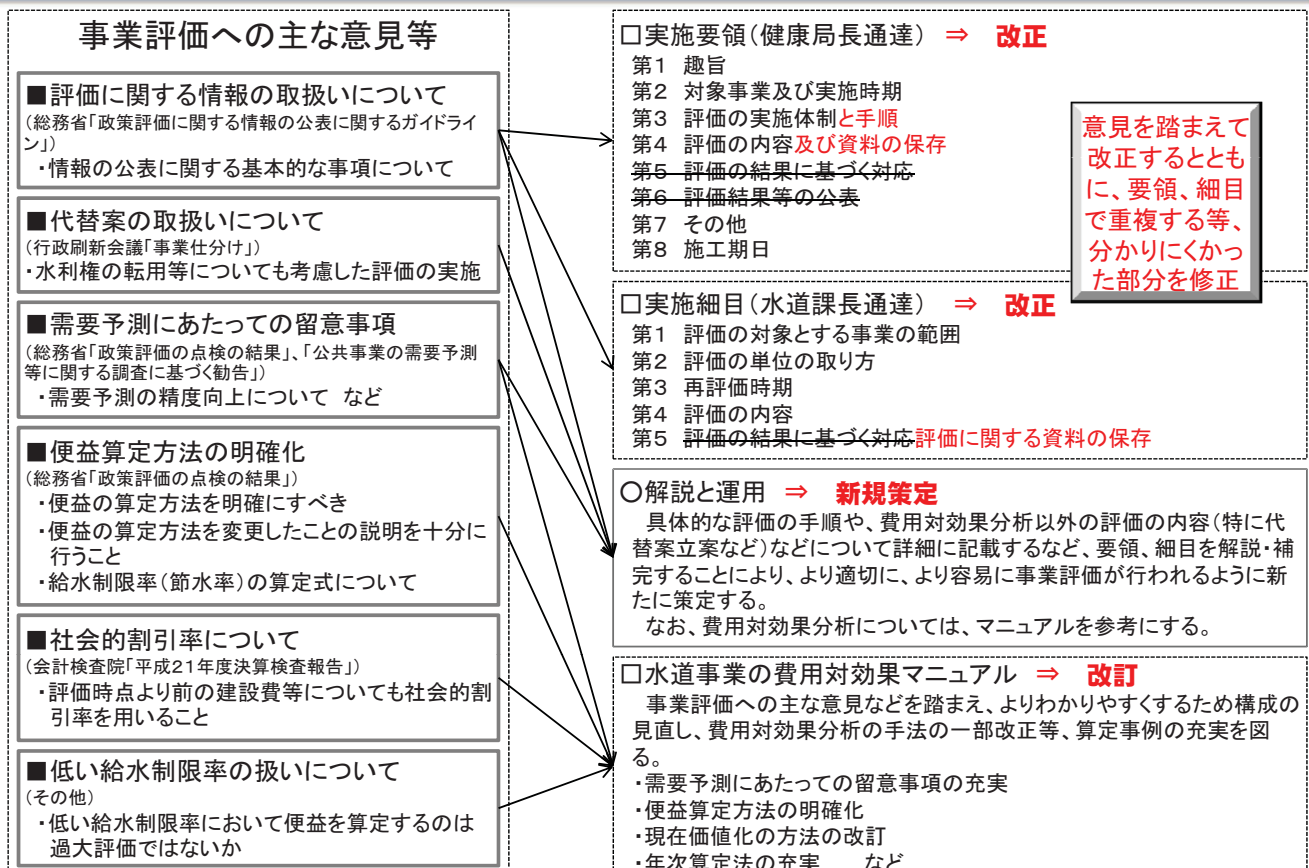 事業評価への主な意見等
■評価に関する情報の取扱いについて
(総務省「政策評価に関する情報の公表に関するガイドライ
ン」)
・情報の公表に関する基本的な事項について
■代替案の取扱いについて
(行政刷新会議「事業仕分け」)
・水利権の転用等についても考慮した評価の実施
■需要予測にあたっての留意事項
(総務省「政策評価の点検の結果」、「公共事業の需要予測
等に関する調査に基づく勧告」)
・需要予測の精度向上について など
■便益算定方法の明確化
(総務省「政策評価の点検の結果」)
・便益の算定方法を明確にすべき
・便益の算定方法を変更したことの説明を十分に
行うこと
・給水制限率(節水率)の算定式について
■社会的割引率について
(会計検査院「平成21年度決算検査報告」)
・評価時点より前の建設費等についても社会的割
引率を用いること
■低い給水制限率の扱いについて
(その他)
・低い給水制限率において便益を算定するのは
過大評価ではないか
□実施要領(健康局長通達) ⇒ 改正
第1 趣旨
第2 対象事業及び実施時期
第3 評価の実施体制と手順
第4 評価の内容及び資料の保存
第5 評価の結果に基づく対応
第6 評価結果等の公表
第7 その他
第8 施工期日
意見を踏まえて
改正するととも
に、要領、細目
で重複する等、
分かりにくかっ
た部分を修正
□実施細目(水道課長通達) ⇒ 改正
第1 評価の対象とする事業の範囲
第2 評価の単位の取り方
第3 再評価時期
第4 評価の内容
第5 評価の結果に基づく対応評価に関する資料の保存
○解説と運用 ⇒ 新規策定
具体的な評価の手順や、費用対効果分析以外の評価の内容(特に代
替案立案など)などについて詳細に記載するなど、要領、細目を解説・補
完することにより、より適切に、より容易に事業評価が行われるように新
たに策定する。
なお、費用対効果分析については、マニュアルを参考にする。
□水道事業の費用対効果マニュアル ⇒ 改訂
事業評価への主な意見などを踏まえ、よりわかりやすくするため構成の
見直し、費用対効果分析の手法の一部改正等、算定事例の充実を図
る。
・需要予測にあたっての留意事項の充実
・便益算定方法の明確化
・現在価値化の方法の改訂
・年次算定法の充実 など